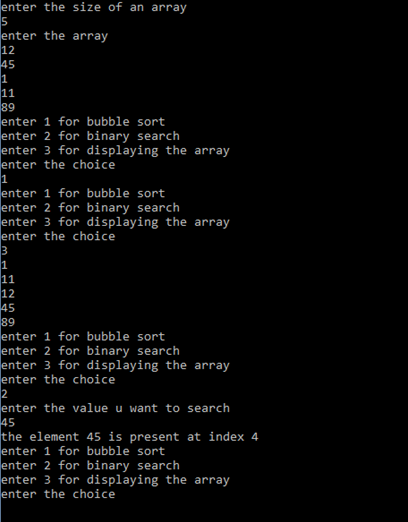 enter the size of an array
5
enter the array
12
45
1
11
89
enter 1 for bubble sort
enter 2 for binary search
enter 3 for displaying the array
enter the choice
1
enter 1 for bubble sort
enter 2 for binary search
enter 3 for displaying the array
enter the choice
3
1
11
12
45
89
enter 1 for bubble sort
enter 2 for binary search
enter 3 for displaying the array
enter the choice
2
enter the value u want to search
45
the element 45 is present at index 4
enter 1 for bubble sort
enter 2 for binary search
enter 3 for displaying the array
enter the choice